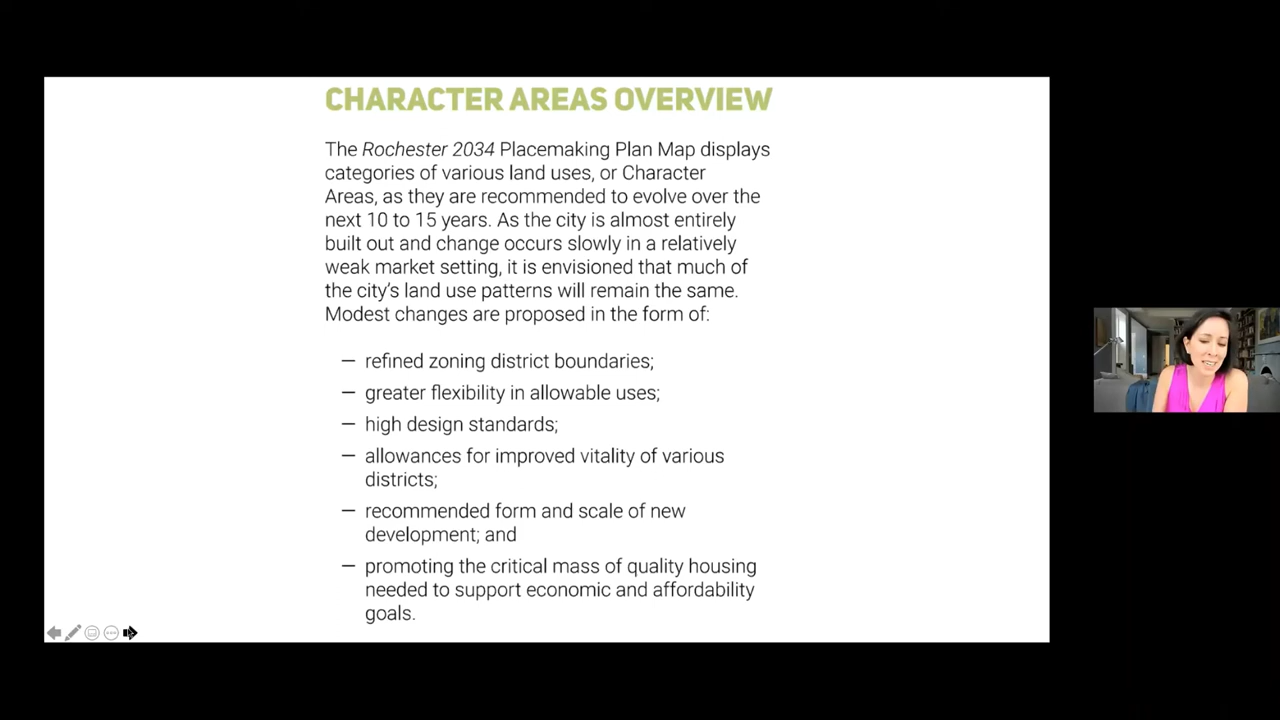 CHARACTER AREAS OVERVIEW
The Rochester 2034 Placemaking Plan Map displays
categories of various land uses, or Character
Areas, as they are recommended to evolve over the
next 10 to 15 years. As the city is almost entirely
built out and change occurs slowly in a relatively
weak market setting, it is envisioned that much of
the city's land use patterns will remain the same.
Modest changes are proposed in the form of:
— refined zoning district boundaries;
— greater flexibility in allowable uses;
— high design standards;
— allowances for improved vitality of various
districts;
— recommended form and scale of new
development; and
— promoting the critical mass of quality housing
needed to support economic and affordability
goals.